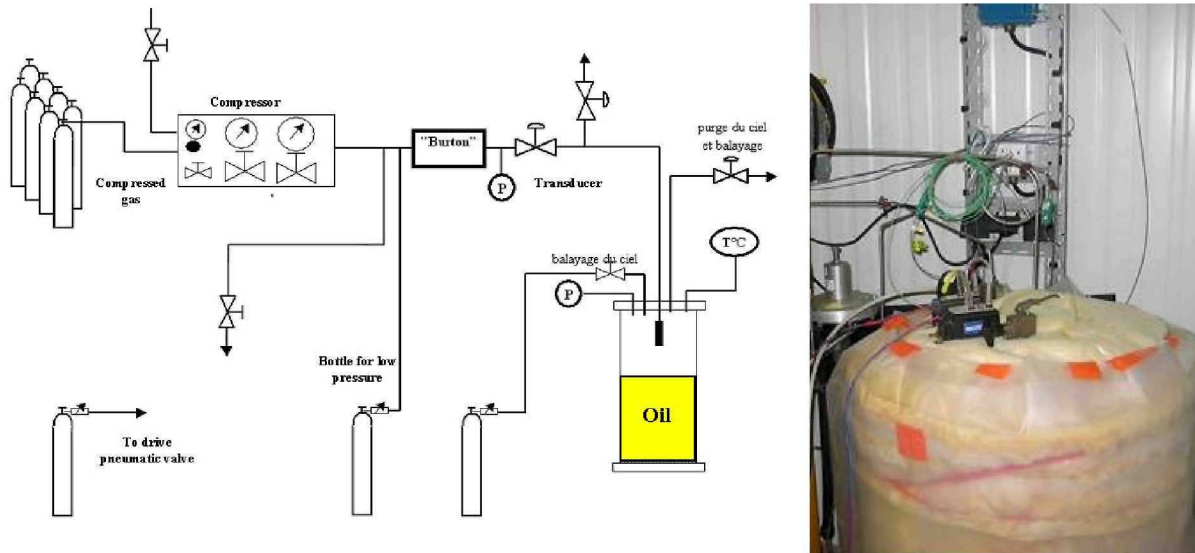 Compressor
"Burton"
purge du ciel
et balayage
P
Transducer
Compressed
gas
T°C
balayage du ciel
P
Bottle for low
pressure
Oil
To drive
pneumatic valve